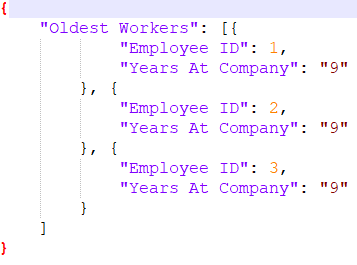 {
    "Oldest Workers": [{
            "Employee ID": 1,
            "Years At Company": "9"
        }, {
            "Employee ID": 2,
            "Years At Company": "9"
        }, {
            "Employee ID": 3,
            "Years At Company": "9"
        }
    ]
}